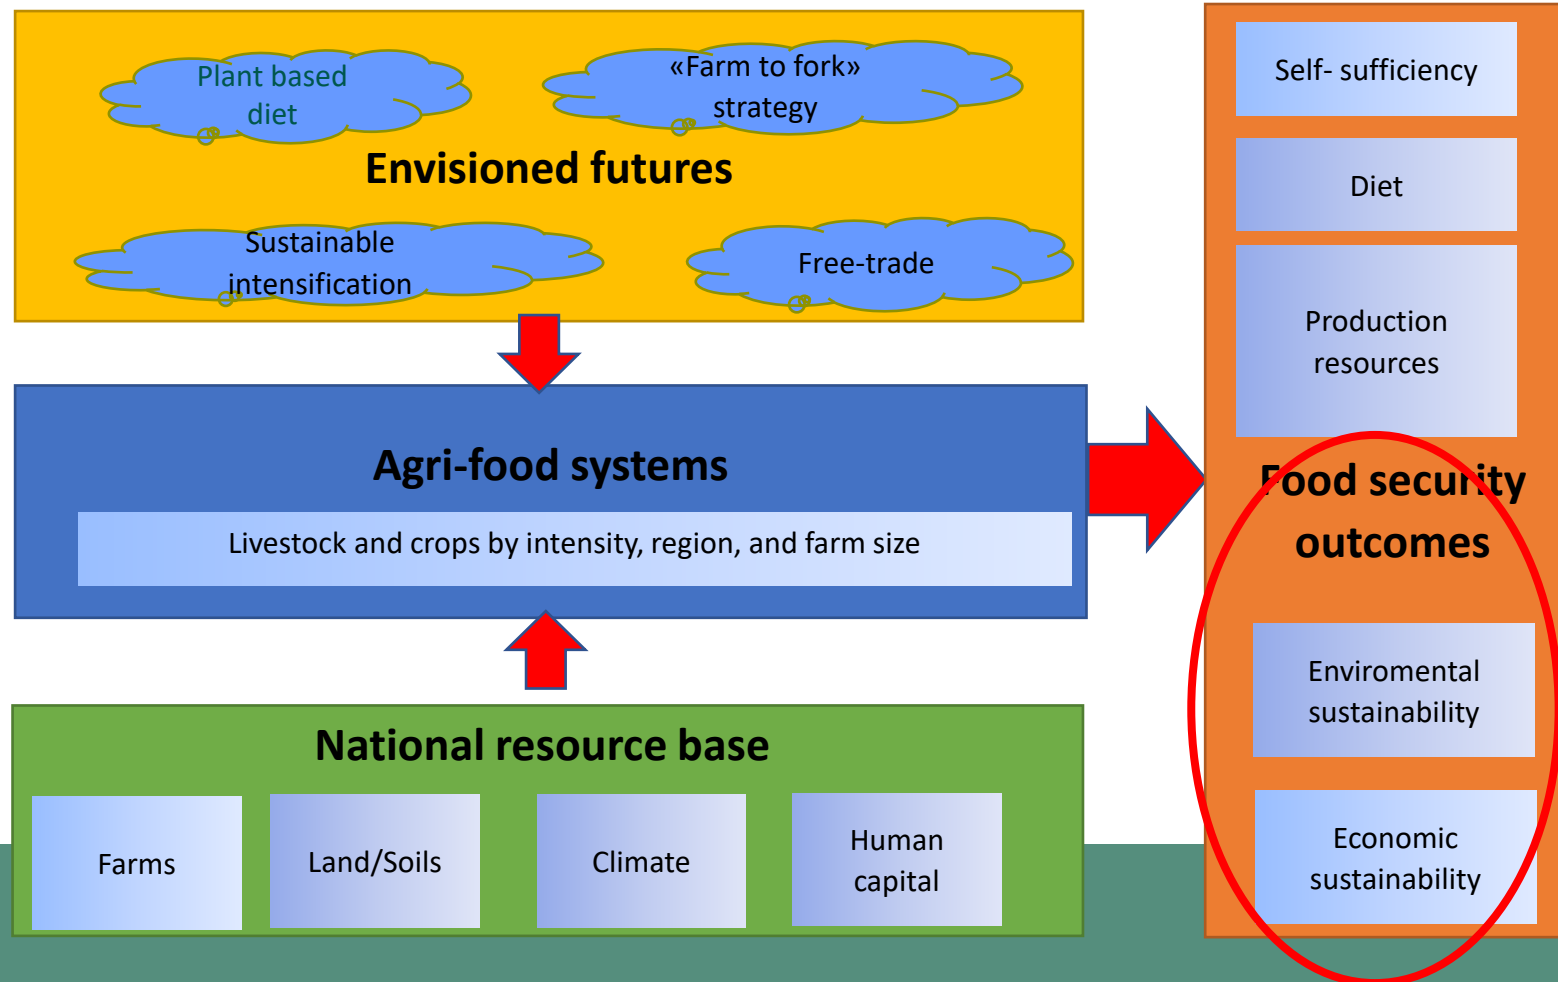 Plant based
diet
«Farm to fork»
strategy
Envisioned futures
Sustainable
intensification
Free-trade
Agri-food systems
Livestock and crops by intensity, region, and farm size
National resource base
Farms
Land/Soils
Climate
Human
capital
Self- sufficiency
Diet
Production
resources
Food security
outcomes
Enviromental
sustainability
Economic
sustainability